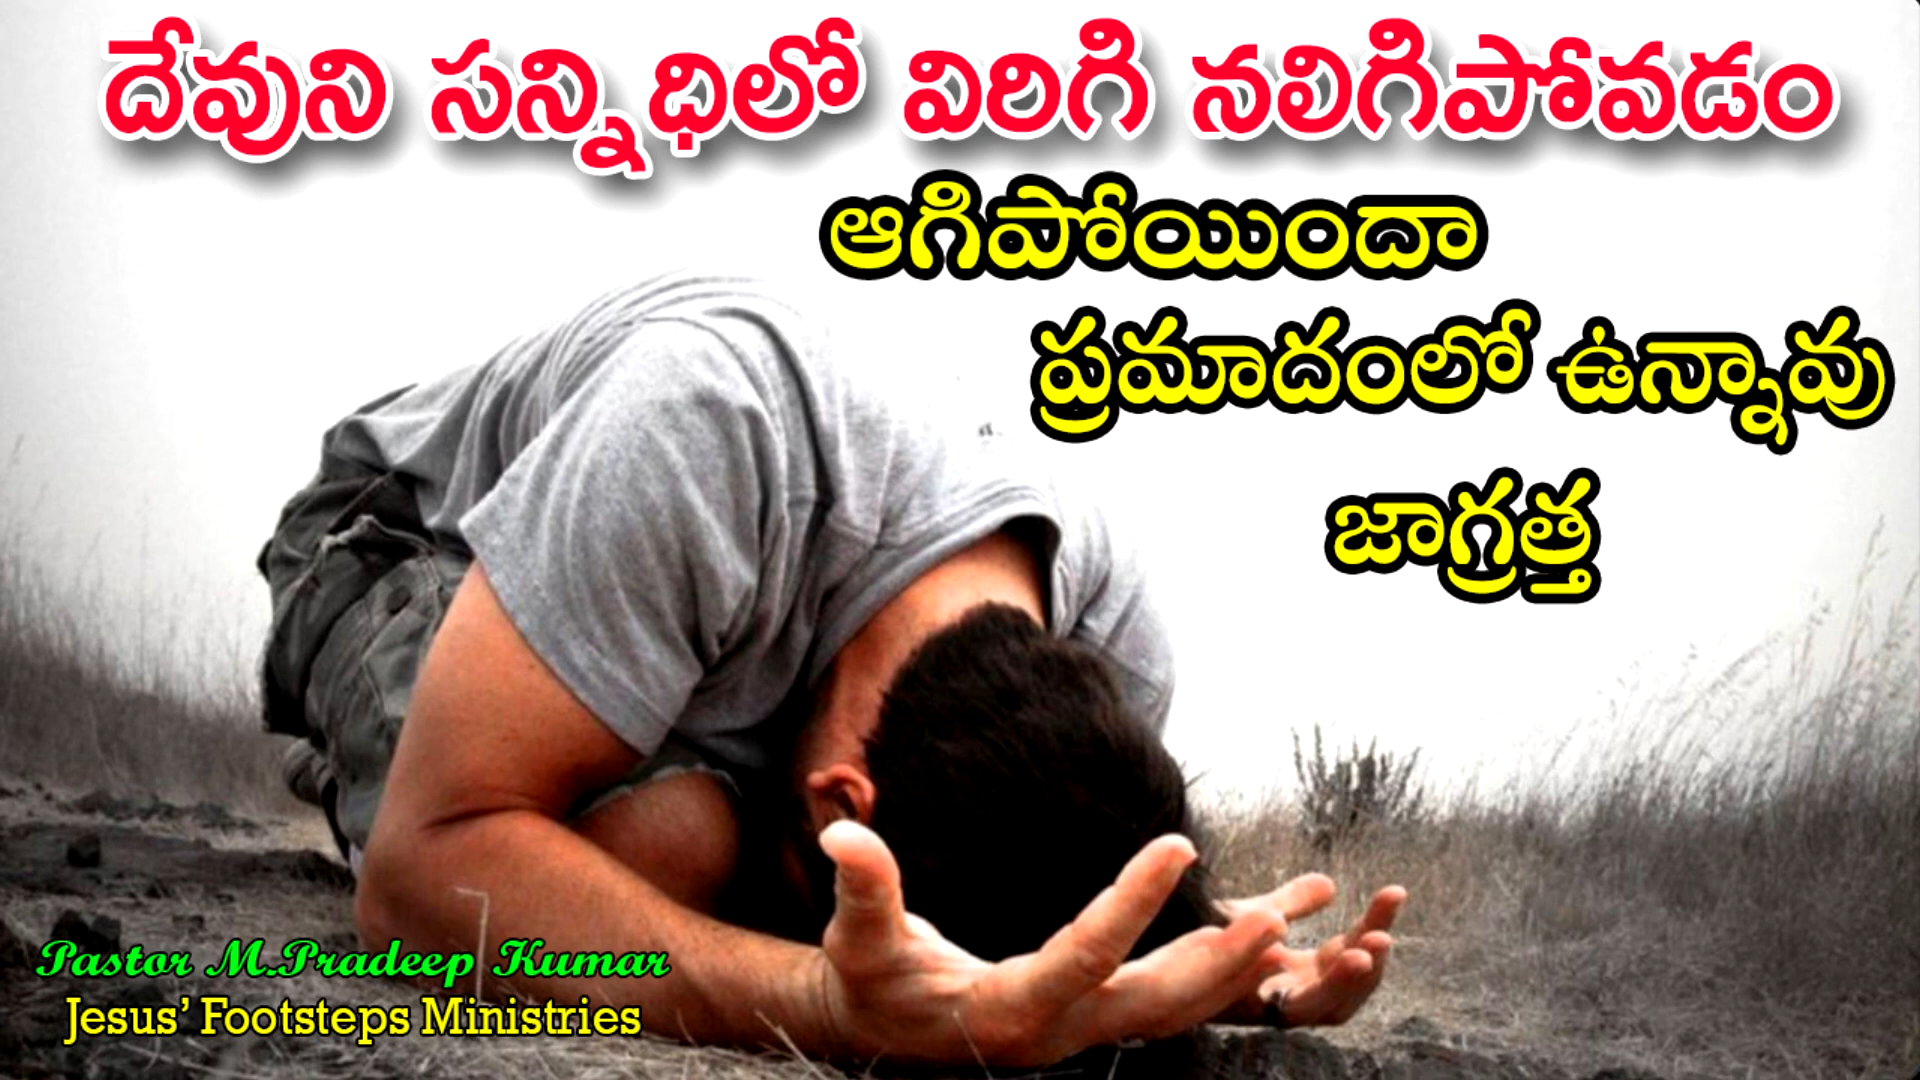 దేవుని సన్నిధిలో విరిగి నలిగిపోవడం
ఆగిపోయిందా
ప్రమాదంలో ఉన్నావు
జాగ్రత్త
Pastor M.Pradeep Kumar
Jesus’ Footsteps Ministries